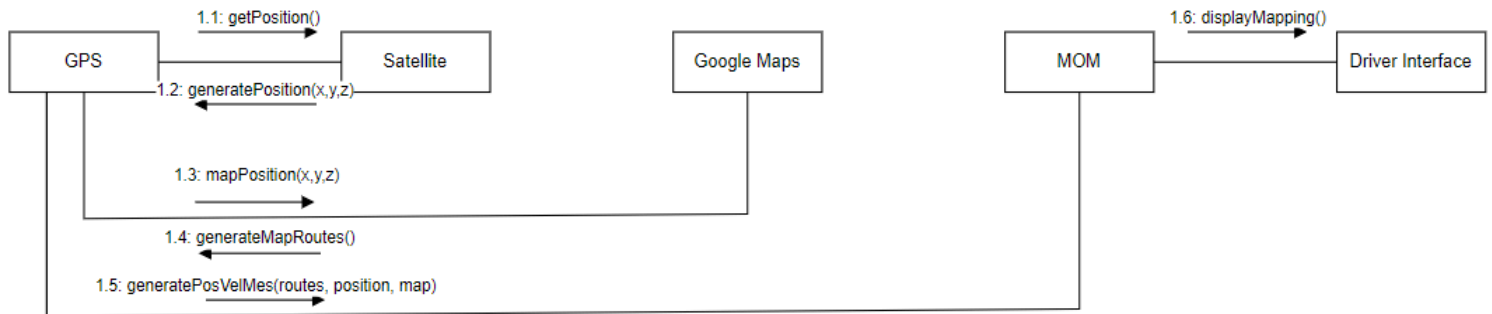 1.1: getPosition()
1.6: displayMapping()
GPS
Satellite
Google Maps
MOM
Driver Interface
1.2: generatePosition(x,y,z)
1.3: mapPosition(x,y,z)
1.4: generateMapRoutes()
1.5: generatePosVelMes(routes, position, map)